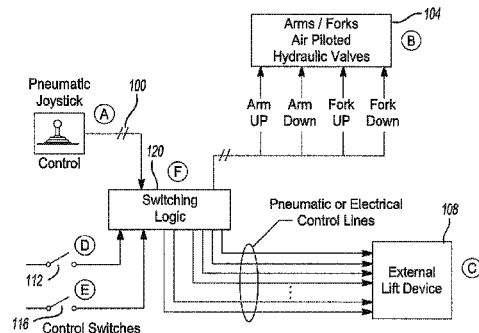 Arms / Forks
Air Piloted
Hydraulic Valves
104
B
Pneumatic
Joystick
100
A
Control
Arm
UP
Arm
Down
Fork
UP
Fork
Down
120
F
Switching
Logic
Pneumatic or Electrical
Control Lines
108
External
Lift Device
C
D
112
E
116
Control Switches